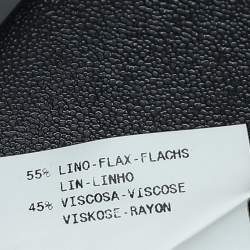 55% LINO-FLAX-FLACHS
LIN-LINHO
45% VISCOSA-VISCOSE
VISKOSE-RAYON